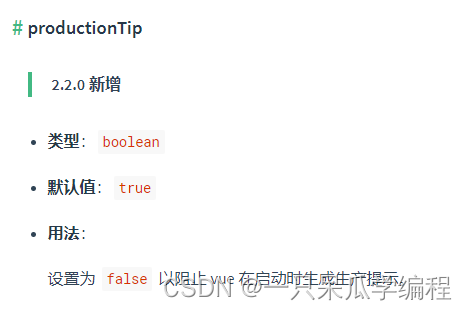 # productionTip
2.2.0 新增
类型： boolean
默认值： true
用法：
设置为 false 以阻止 vue 在启动时生成生产提示。
CSDN @一只呆瓜学编程